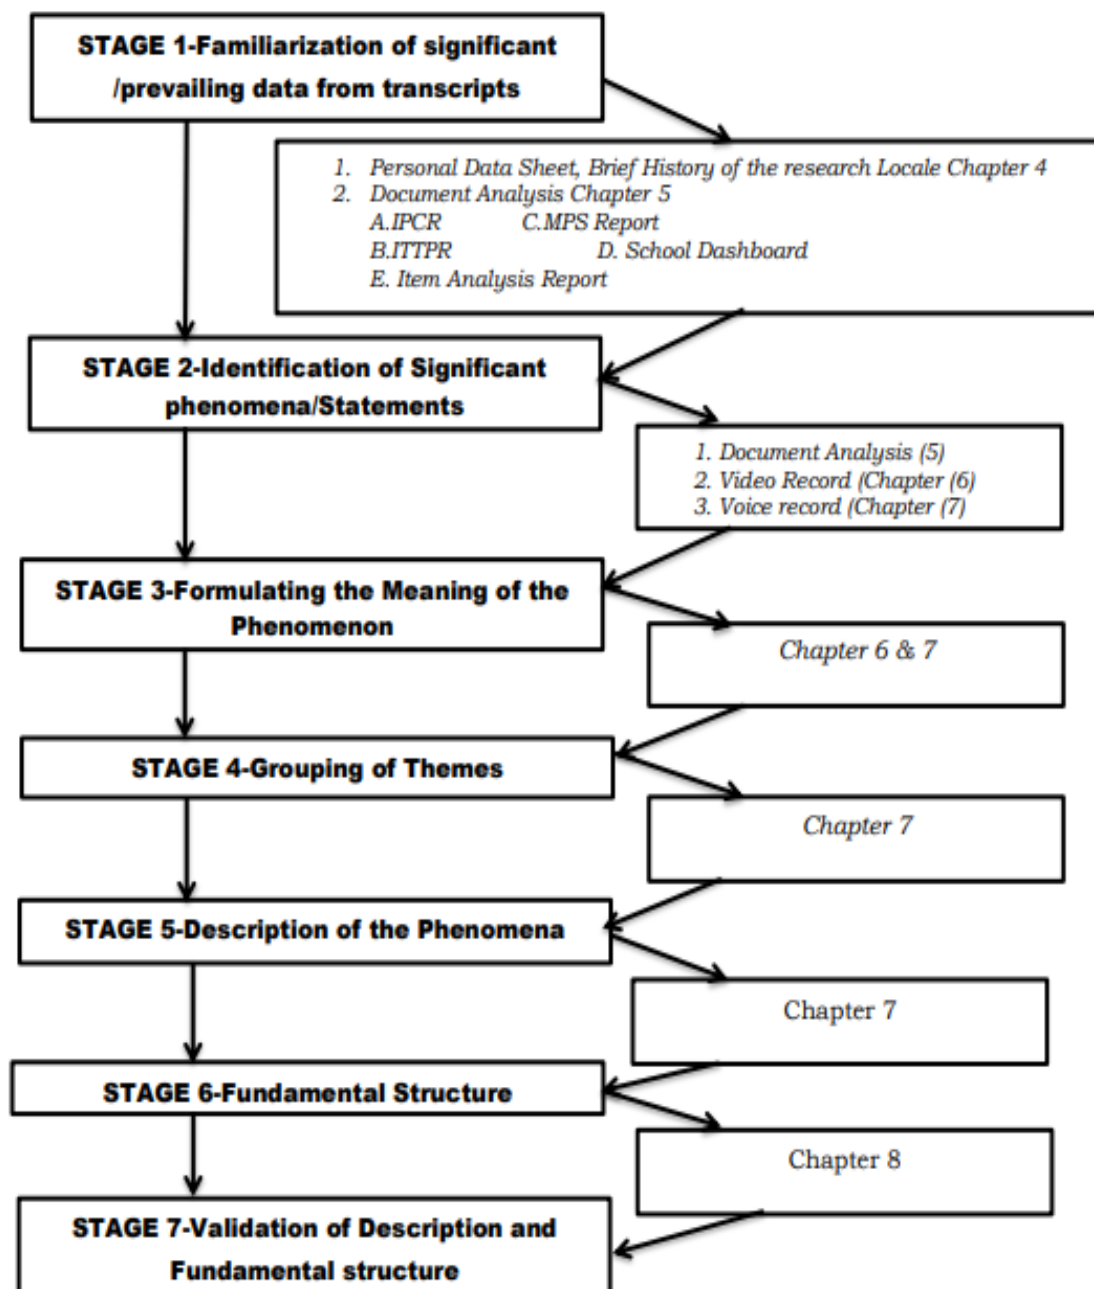 STAGE 1-Familiarization of significant
/prevailing data from transcripts
1. Personal Data Sheet, Brief History of the research Locale Chapter 4
2. Document Analysis Chapter 5
A.IPCR C.MPS Report
B.ITTPR D. School Dashboard
E. Item Analysis Report
STAGE 2-Identification of Significant
phenomena/Statements
1. Document Analysis (5)
2. Video Record (Chapter (6)
3. Voice record (Chapter (7)
STAGE 3-Formulating the Meaning of the
Phenomenon
Chapter 6 & 7
STAGE 4-Grouping of Themes
Chapter 7
STAGE 5-Description of the Phenomena
Chapter 7
STAGE 6-Fundamental Structure
Chapter 8
STAGE 7-Validation of Description and
Fundamental structure